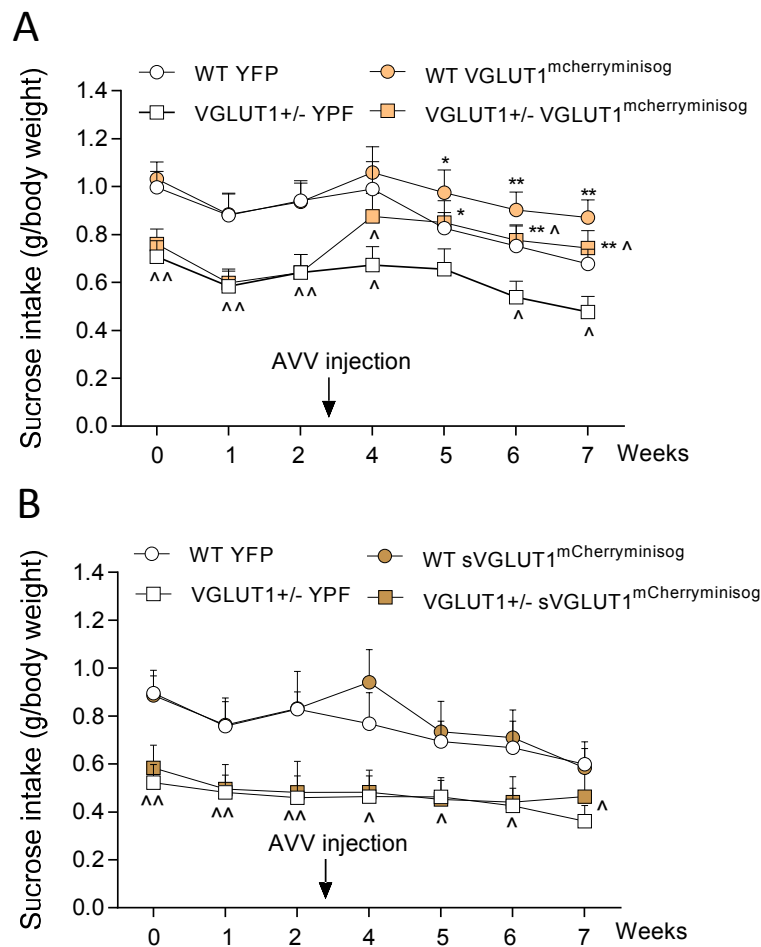 A
WT YFP
WT VGLUT1mcherryminisog
VGLUT1+/- YPF
VGLUT1+/- VGLUT1mcherryminisog
Sucrose intake (g/body weight)
1.4
1.2
1.0
0.8
0.6
0.4
0.2
0.0
*
**
**
*
** ^
** ^
^
^^
^^
^^
^
^
^
AVV injection
0 1 2 4 5 6 7 Weeks
B
WT YFP
WT sVGLUT1mCherryminisog
VGLUT1+/- YPF
VGLUT1+/- sVGLUT1mCherryminisog
Sucrose intake (g/body weight)
1.4
1.2
1.0
0.8
0.6
0.4
0.2
0.0
^^
^^
^^
^
^
^
^
AVV injection
0 1 2 4 5 6 7 Weeks